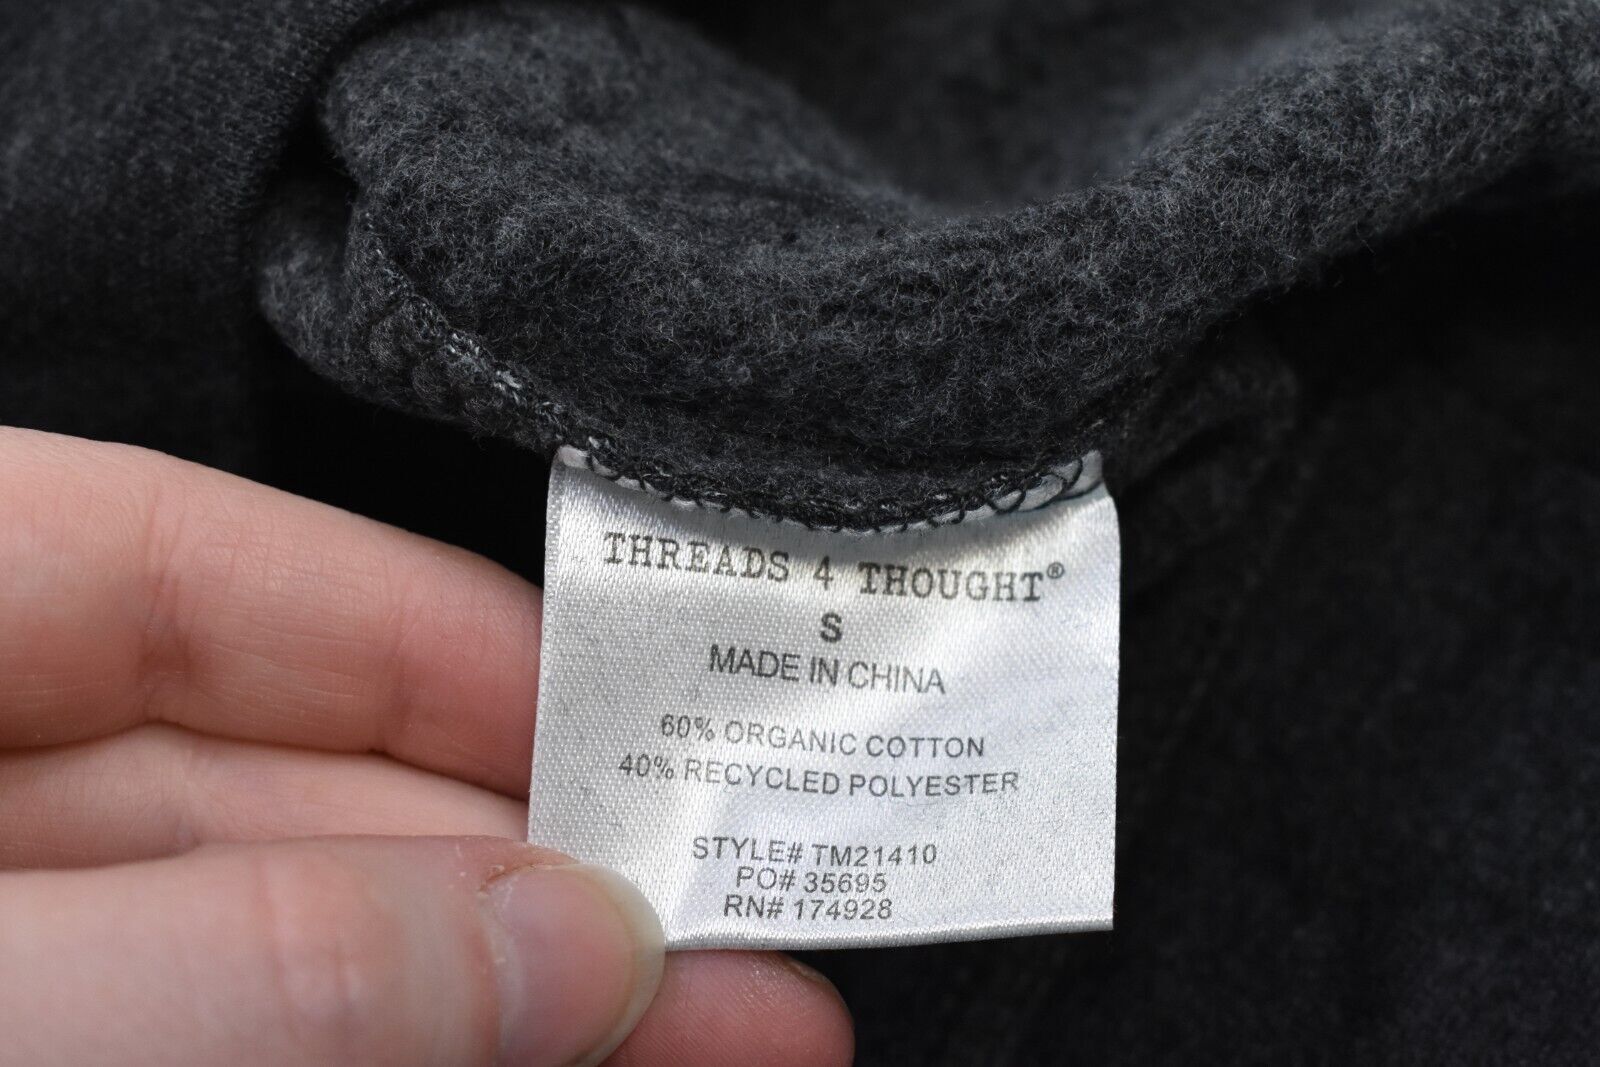 THREADS 4 THOUGHT®
S
MADE IN CHINA
60% ORGANIC COTTON
40% RECYCLED POLYESTER
STYLE# TM21410
PO# 35695
RN# 174928